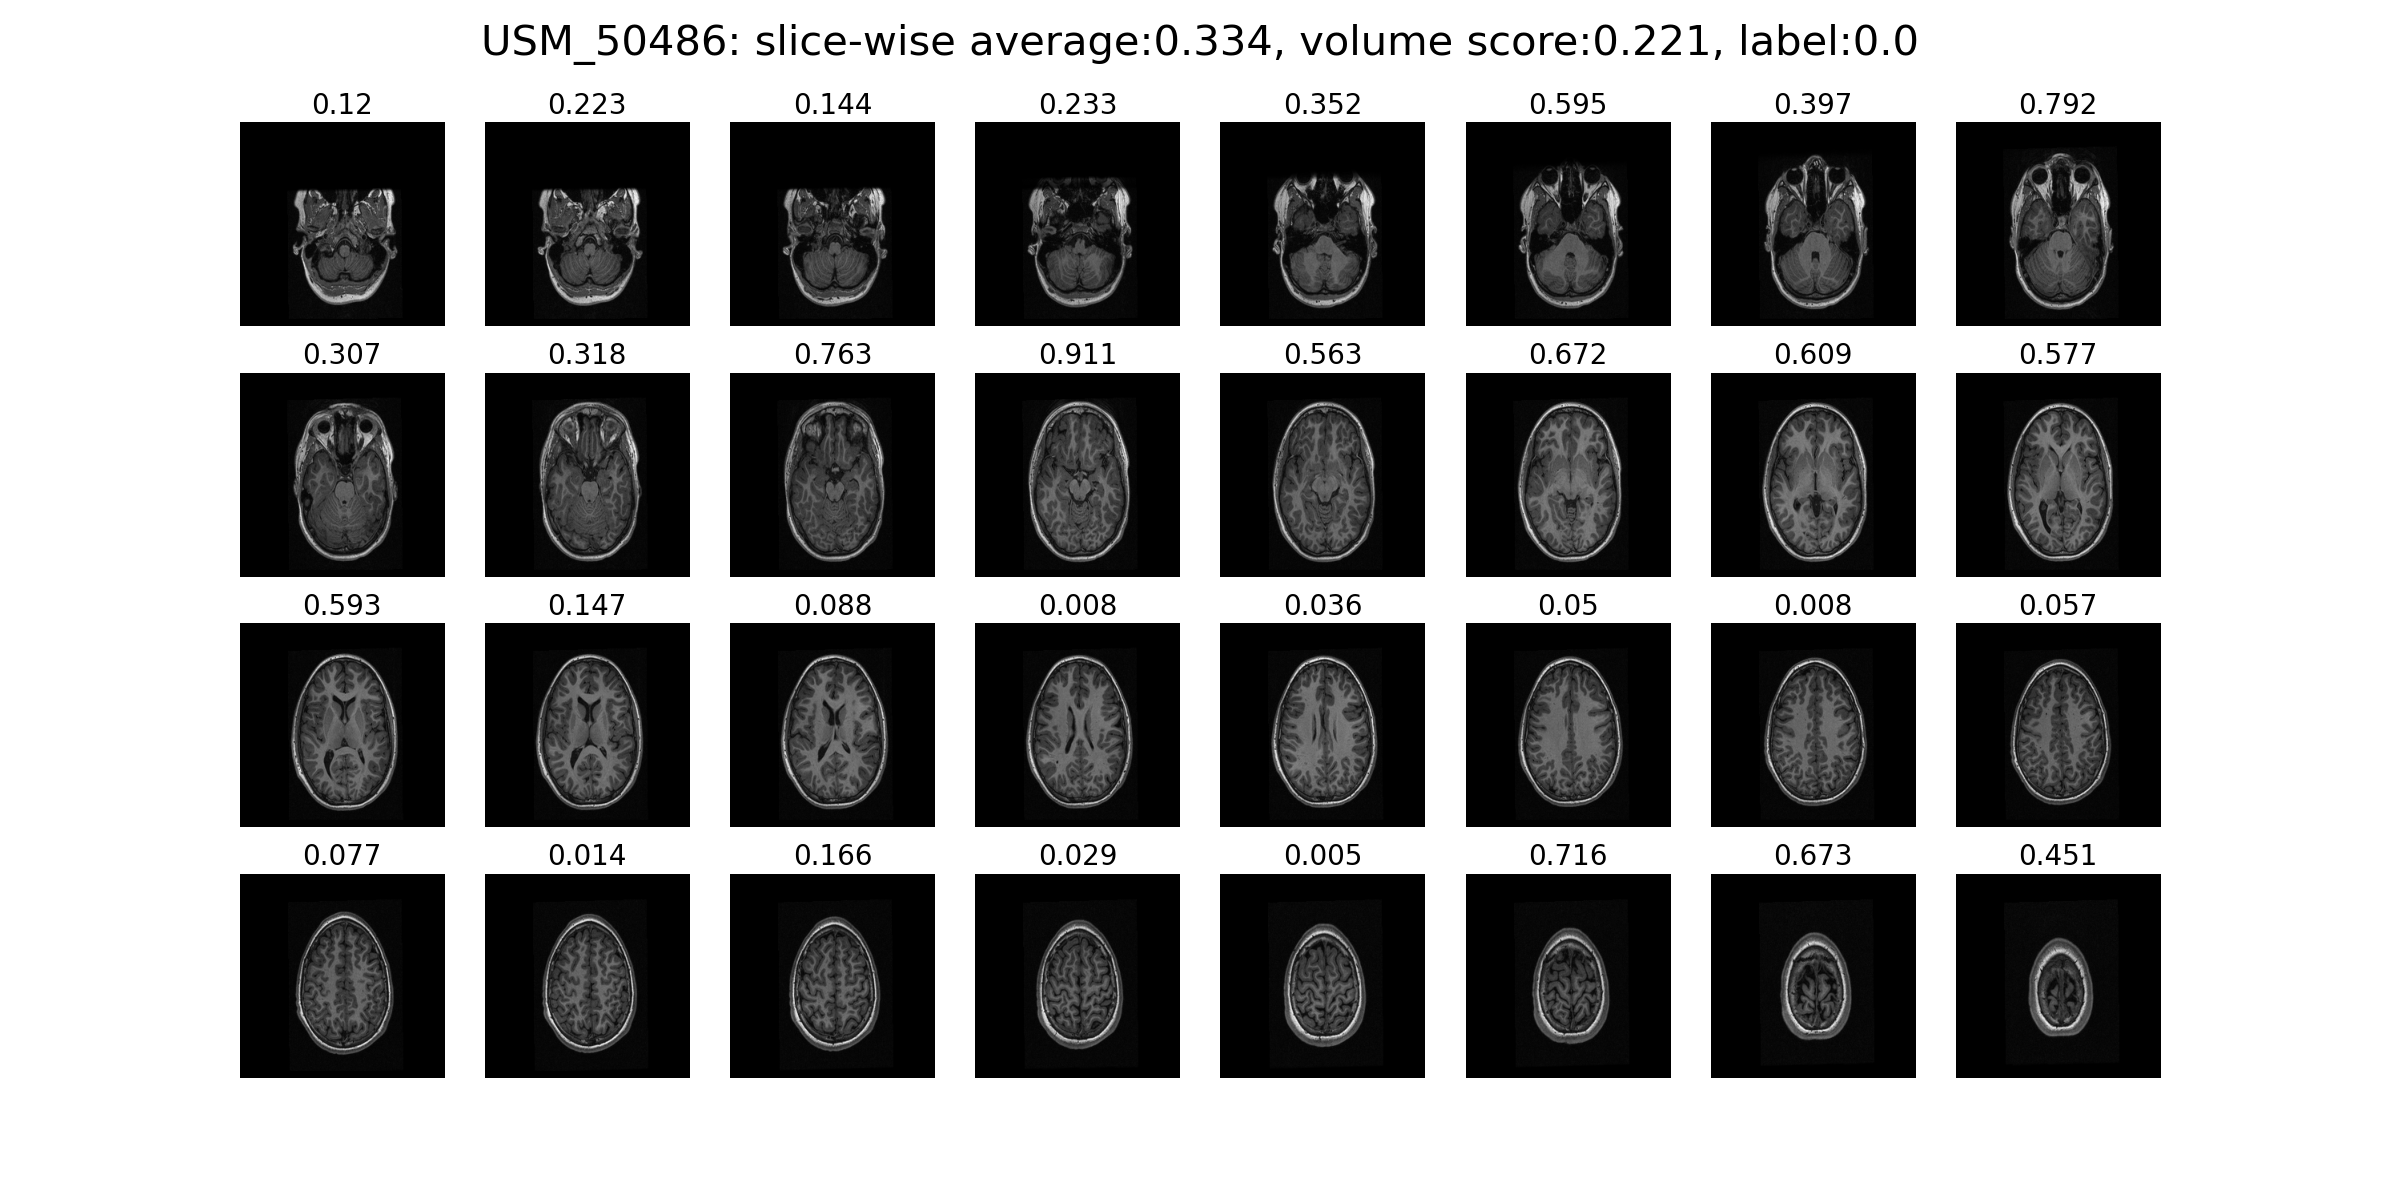 USM_50486: slice-wise average:0.334, volume score:0.221, label:0.0
0.12 0.223 0.144 0.233 0.352 0.595 0.397 0.792
0.307 0.318 0.763 0.911 0.563 0.672 0.609 0.577
0.593 0.147 0.088 0.008 0.036 0.05 0.008 0.057
0.077 0.014 0.166 0.029 0.005 0.716 0.673 0.451